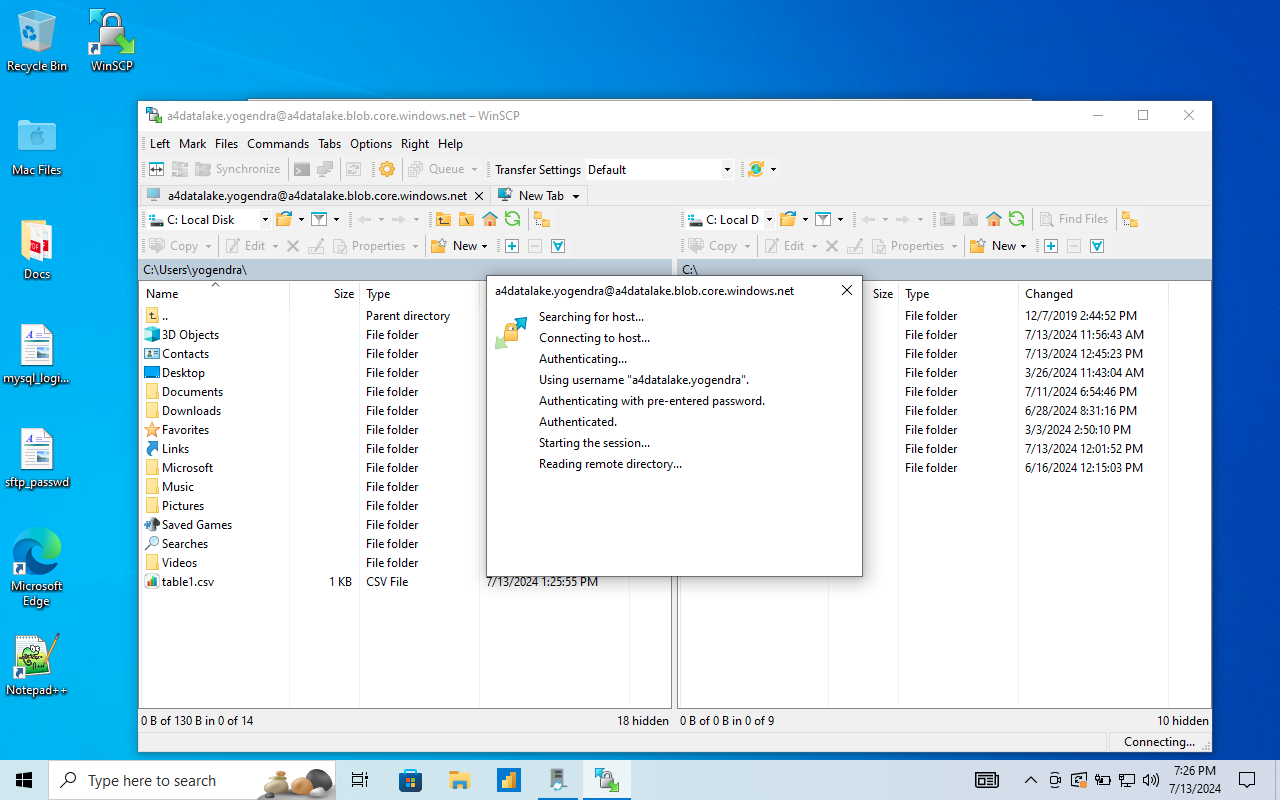 Recycle Bin
WinSCP
Mac Files
Docs
mysql_logi...
sftp_passwd
Microsoft
Edge
Notepad++
a4datalake.yogendra@a4datalake.blob.core.windows.net – WinSCP
Left Mark Files Commands Tabs Options Right Help
Synchronize Queue Transfer Settings Default
a4datalake.yogendra@a4datalake.blob.core.windows.net New Tab
C: Local Disk C: Local D Find Files
Copy Edit Properties New Copy Edit Properties New
C:\Users\yogendra\ C:\
Name Size Type Size Type Changed
.. Parent directory File folder 12/7/2019 2:44:52 PM
3D Objects File folder File folder 7/13/2024 11:56:43 AM
Contacts File folder File folder 7/13/2024 12:45:23 PM
Desktop File folder File folder 3/26/2024 11:43:04 AM
Documents File folder File folder 7/11/2024 6:54:46 PM
Downloads File folder File folder 6/28/2024 8:31:16 PM
Favorites File folder File folder 3/3/2024 2:50:10 PM
Links File folder File folder 7/13/2024 12:01:52 PM
Microsoft File folder File folder 6/16/2024 12:15:03 PM
Music File folder
Pictures File folder
Saved Games File folder
Searches File folder
Videos File folder
table1.csv 1 KB CSV File 7/13/2024 1:25:55 PM
a4datalake.yogendra@a4datalake.blob.core.windows.net
Searching for host...
Connecting to host...
Authenticating...
Using username "a4datalake.yogendra".
Authenticating with pre-entered password.
Authenticated.
Starting the session...
Reading remote directory...
0 B of 130 B in 0 of 14 18 hidden 0 B of 0 B in 0 of 9 10 hidden
Connecting...
Type here to search
7:26 PM
7/13/2024